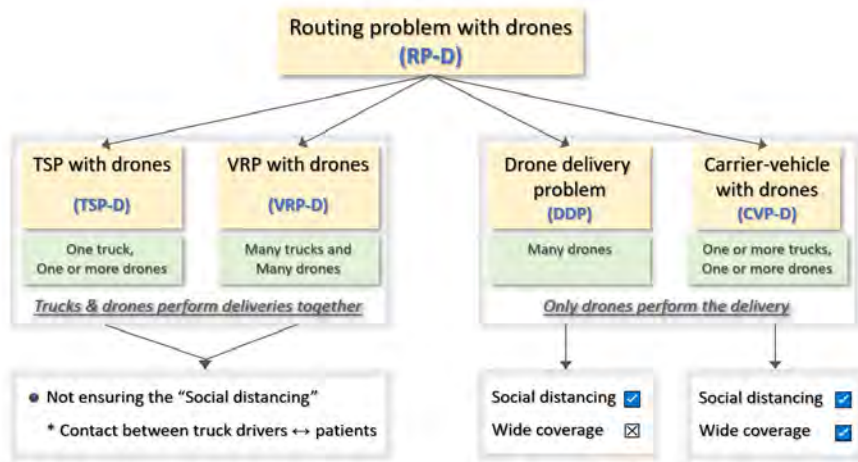 Routing problem with drones
(RP-D)
TSP with drones
(TSP-D)
One truck,
One or more drones
VRP with drones
(VRP-D)
Many trucks and
Many drones
Trucks & drones perform deliveries together
Drone delivery
problem
(DDP)
Many drones
Carrier-vehicle
with drones
(CVP-D)
One or more trucks,
One or more drones
Only drones perform the delivery
Not ensuring the “Social distancing”
* Contact between truck drivers ↔ patients
Social distancing ☑
Wide coverage ☒
Social distancing ☑
Wide coverage ☑